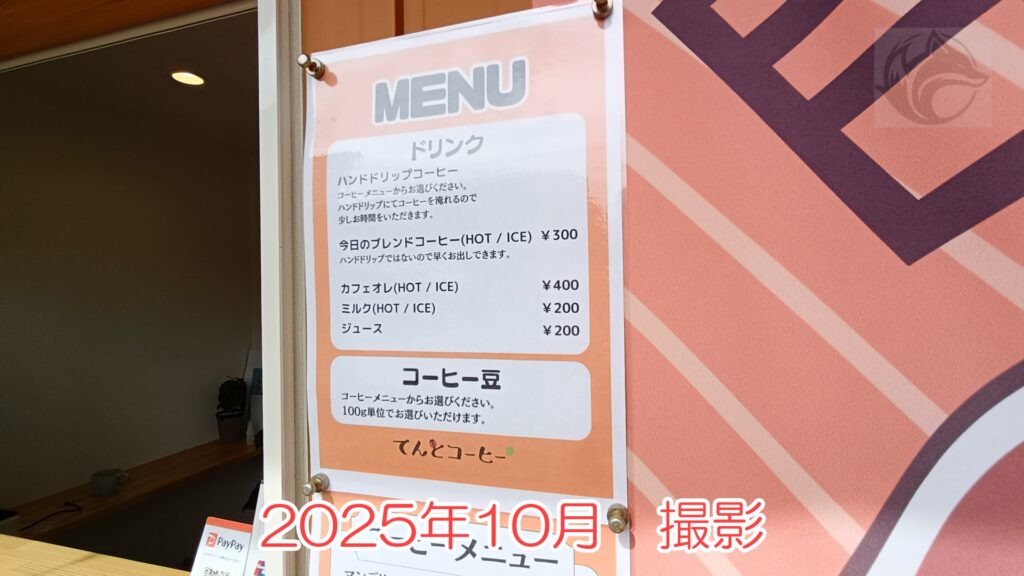 MENU
ドリンク
ハンドドリップコーヒー
コーヒーメニューからお選びください。
ハンドドリップにてコーヒーを淹れるので
少しお時間をいただきます。
今日のブレンドコーヒー(HOT / ICE) ￥300
ハンドドリップではないので早くお出しできます。
カフェオレ(HOT / ICE) ￥400
ミルク(HOT / ICE) ￥200
ジュース ￥200
コーヒー豆
コーヒーメニューからお選びください。
100g単位でお選びいただけます。
てんとコーヒー
PayPay
2025年10月 撮影
ーメニュー